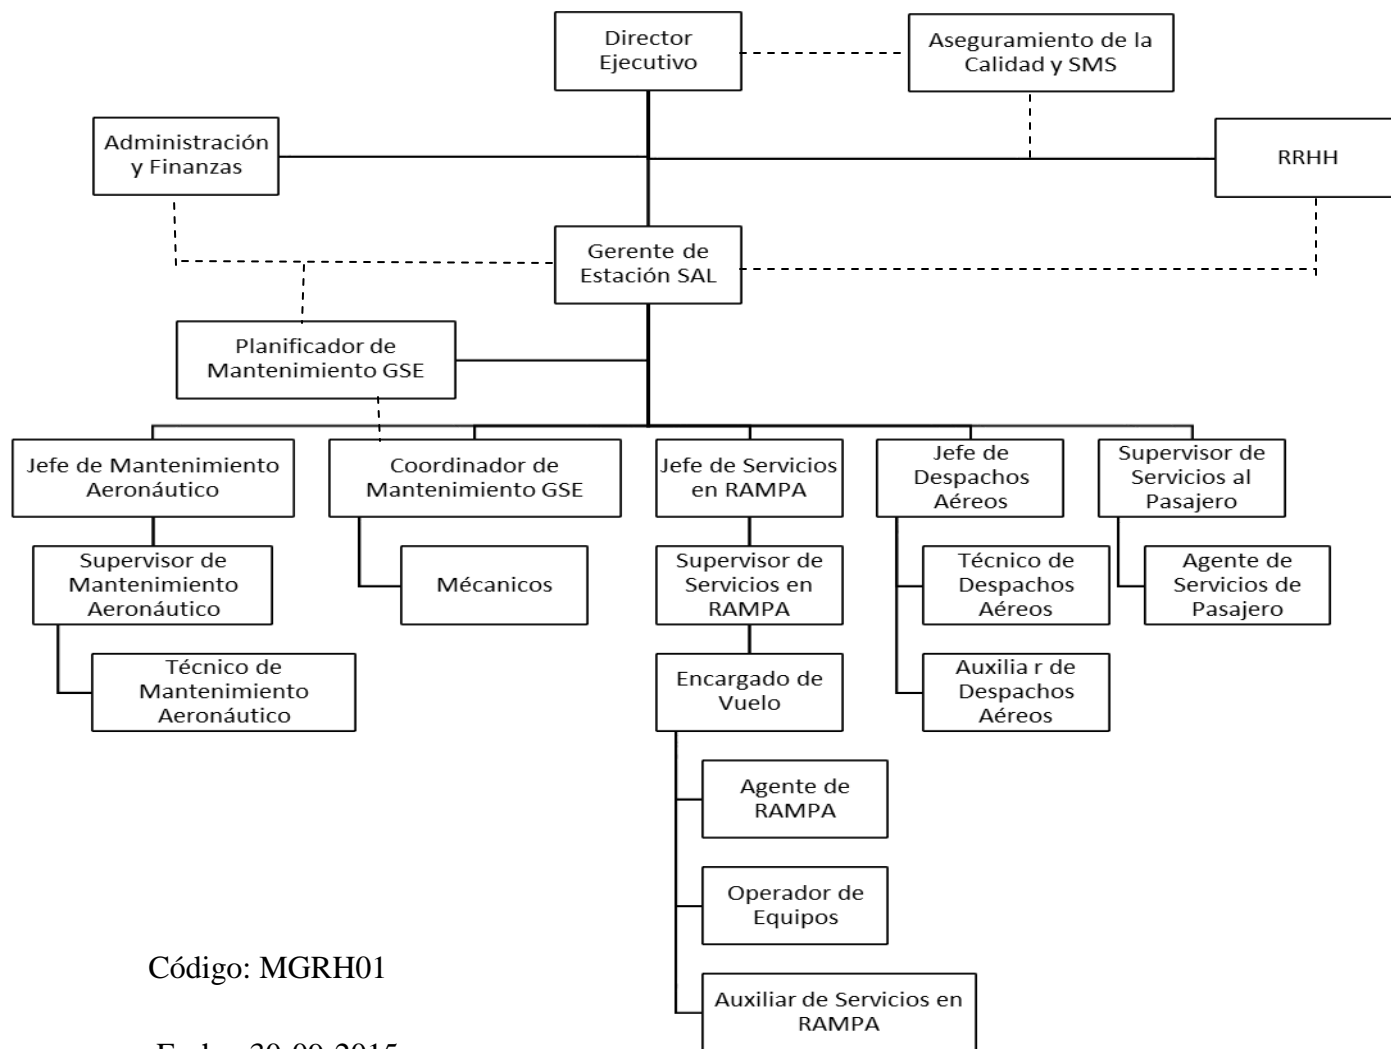 Director
Ejecutivo
Aseguramiento de la
Calidad y SMS
Administración
y Finanzas
RRHH
Gerente de
Estación SAL
Planificador de
Mantenimiento GSE
Jefe de Mantenimiento
Aeronáutico
Coordinador de
Mantenimiento GSE
Jefe de Servicios
en RAMPA
Jefe de
Despachos
Aéreos
Supervisor de
Servicios al
Pasajero
Supervisor de
Mantenimiento
Aeronáutico
Mécanicos
Supervisor de
Servicios en
RAMPA
Técnico de
Despachos
Aéreos
Agente de
Servicios de
Pasajero
Técnico de
Mantenimiento
Aeronáutico
Encargado de
Vuelo
Auxilia r de
Despachos
Aéreos
Agente de
RAMPA
Operador de
Equipos
Auxiliar de Servicios en
RAMPA
Código: MGRH01
30-09-2015